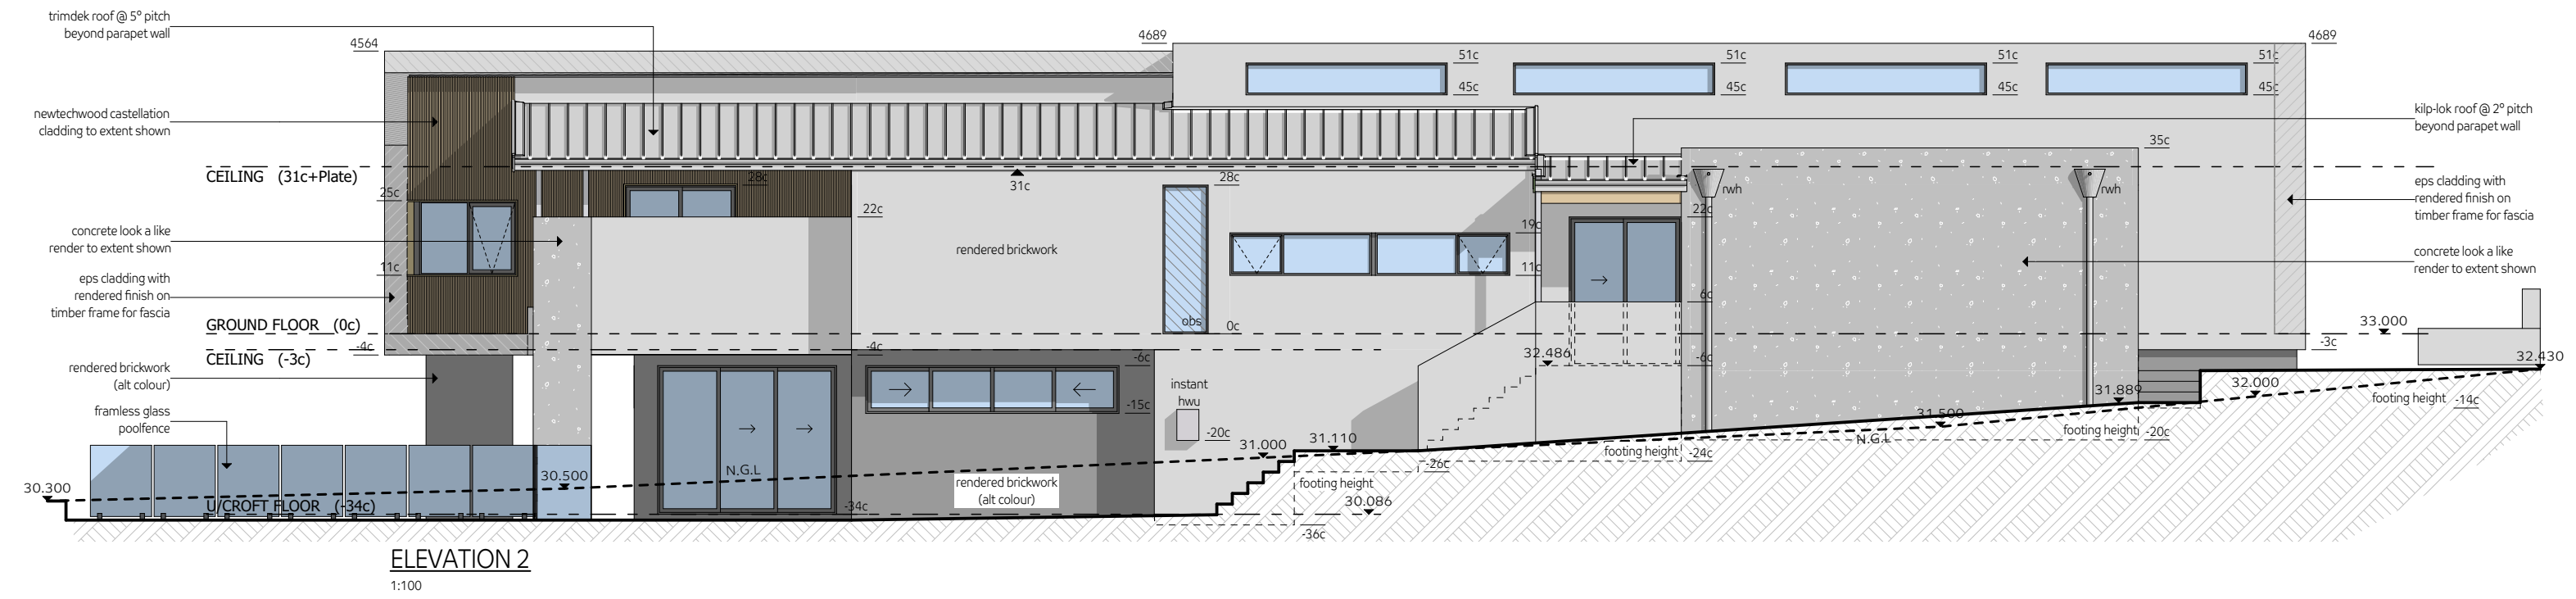 trimdek roof @ 5° pitch
beyond parapet wall
4564
4689
4689
51c
51c
51c
51c
45c
45c
45c
45c
newtechwood castellation
cladding to extent shown
kilp-lok roof @ 2° pitch
beyond parapet wall
35c
CEILING (31c+Plate)
28c
31c
28c
rwh
rwh
25c
eps cladding with
rendered finish on
timber frame for fascia
22c
22c
19c
concrete look a like
render to extent shown
rendered brickwork
concrete look a like
render to extent shown
11c
11c
eps cladding with
rendered finish on
timber frame for fascia
6c
obs
0c
GROUND FLOOR (0c)
33.000
-4c
-4c
-3c
CEILING (-3c)
-6c
32.486
-6c
32.430
rendered brickwork
(alt colour)
instant
hwu
31.889
32.000
footing height
-14c
-15c
framless glass
poolfence
31.500
-20c
31.000
31.110
N.G.L
footing height
-20c
footing height
-24c
-26c
N.G.L
30.500
30.300
rendered brickwork
(alt colour)
footing height
30.086
U/CROFT FLOOR (-34c)
-34c
-36c
ELEVATION 2
1:100